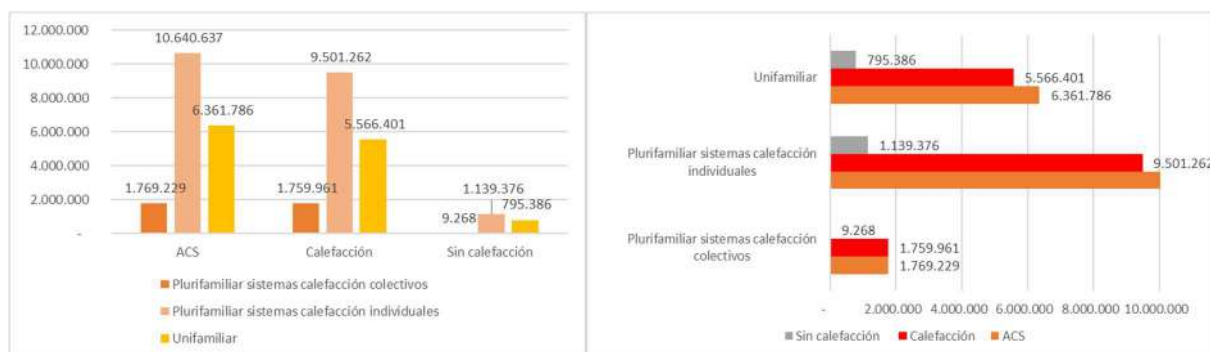 12.000.000
10.640.637
10.000.000
9.501.262
8.000.000
6.361.786
6.000.000
5.566.401
4.000.000
1.769.229
1.759.961
2.000.000
1.139.376
9.268
795.386
-
ACS
Calefacción
Sin calefacción
Plurifamiliar sistemas calefacción colectivos
Plurifamiliar sistemas calefacción individuales
Unifamiliar
Unifamiliar
795.386
5.566.401
6.361.786
Plurifamiliar sistemas calefacción
individuales
1.139.376
9.501.262
Plurifamiliar sistemas calefacción
colectivos
9.268
1.759.961
1.769.229
- 2.000.000 4.000.000 6.000.000 8.000.000 10.000.000
Sin calefacción Calefacción ACS